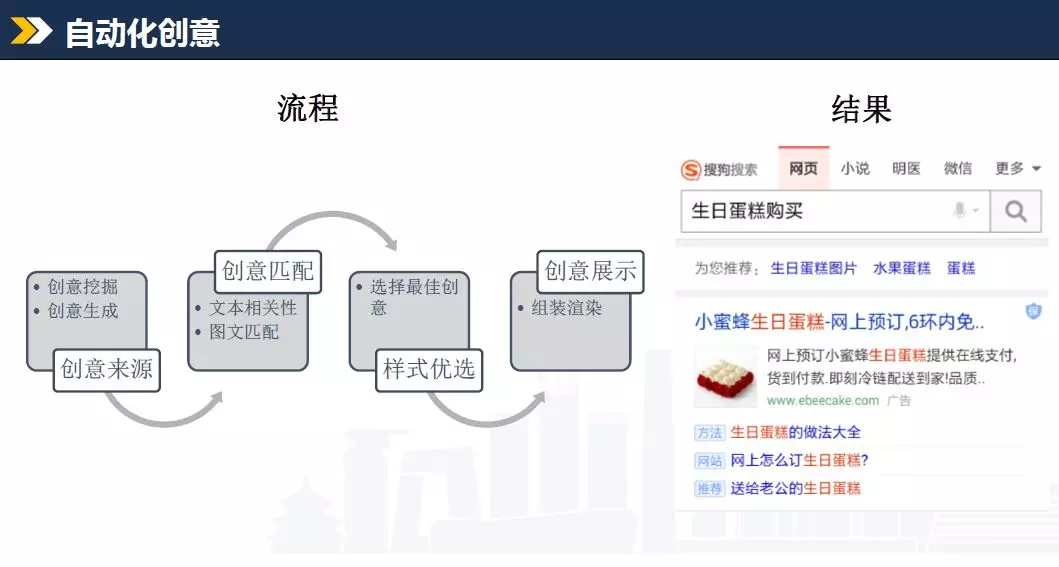 自动化创意
流程
创意挖掘
创意生成
创意来源
创意匹配
文本相关性
图文匹配
选择最佳创
意
样式优选
创意展示
组装渲染
结果
搜狗搜索 网页 小说 明医 微信 更多
生日蛋糕购买
为您推荐: 生日蛋糕图片 水果蛋糕 蛋糕
小蜜蜂生日蛋糕-网上预订,6环内免.. 保
网上预订小蜜蜂生日蛋糕提供在线支付,
货到付款.即刻冷链配送到家!品质..
www.ebeecake.com 广告
方法 生日蛋糕的做法大全
网站 网上怎么订生日蛋糕?
推荐 送给老公的生日蛋糕